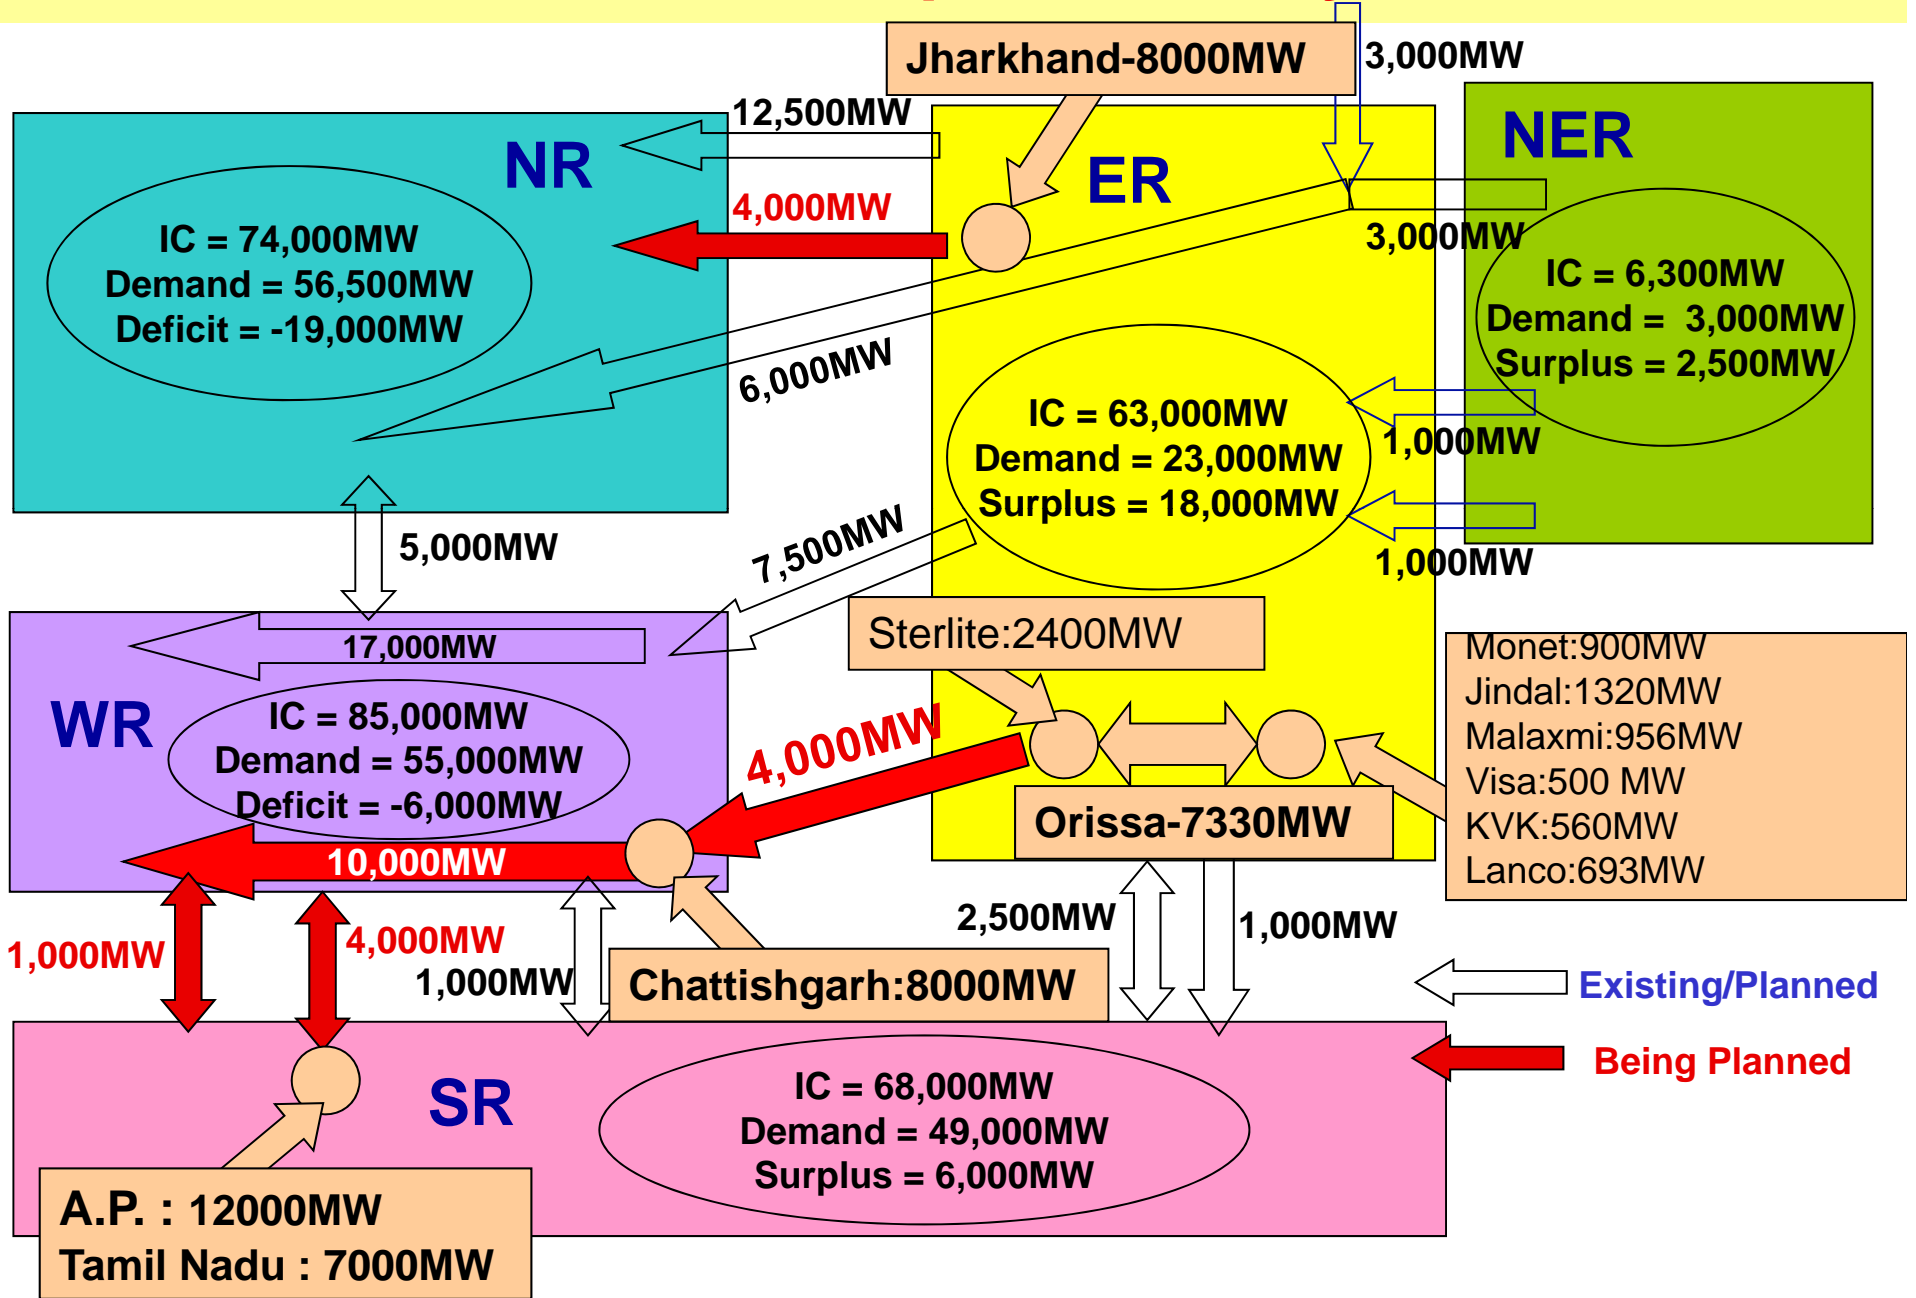 Jharkhand-8000MW
3,000MW
12,500MW
NR
ER
NER
4,000MW
3,000MW
IC = 74,000MW
Demand = 56,500MW
Deficit = -19,000MW
IC = 6,300MW
Demand =  3,000MW
Surplus = 2,500MW
6,000MW
IC = 63,000MW
Demand = 23,000MW
Surplus = 18,000MW
1,000MW
1,000MW
5,000MW
7,500MW
17,000MW
Sterlite:2400MW
Monet:900MW
Jindal:1320MW
Malaxmi:956MW
Visa:500 MW
KVK:560MW
Lanco:693MW
WR
IC = 85,000MW
Demand = 55,000MW
Deficit = -6,000MW
4,000MW
Orissa-7330MW
10,000MW
1,000MW
4,000MW
1,000MW
2,500MW
1,000MW
Chattishgarh:8000MW
Existing/Planned
Being Planned
SR
IC = 68,000MW
Demand = 49,000MW
Surplus = 6,000MW
A.P. : 12000MW
Tamil Nadu : 7000MW